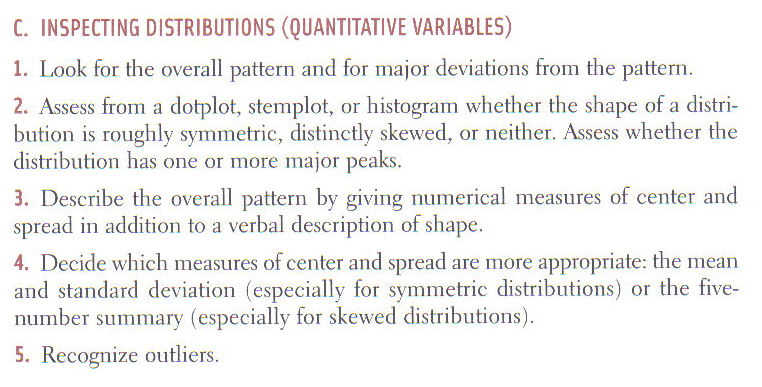 C. INSPECTING DISTRIBUTIONS (QUANTITATIVE VARIABLES)
1. Look for the overall pattern and for major deviations from the pattern.
2. Assess from a dotplot, stemplot, or histogram whether the shape of a distri-
bution is roughly symmetric, distinctly skewed, or neither. Assess whether the
distribution has one or more major peaks.
3. Describe the overall pattern by giving numerical measures of center and
spread in addition to a verbal description of shape.
4. Decide which measures of center and spread are more appropriate: the mean
and standard deviation (especially for symmetric distributions) or the five-
number summary (especially for skewed distributions).
5. Recognize outliers.